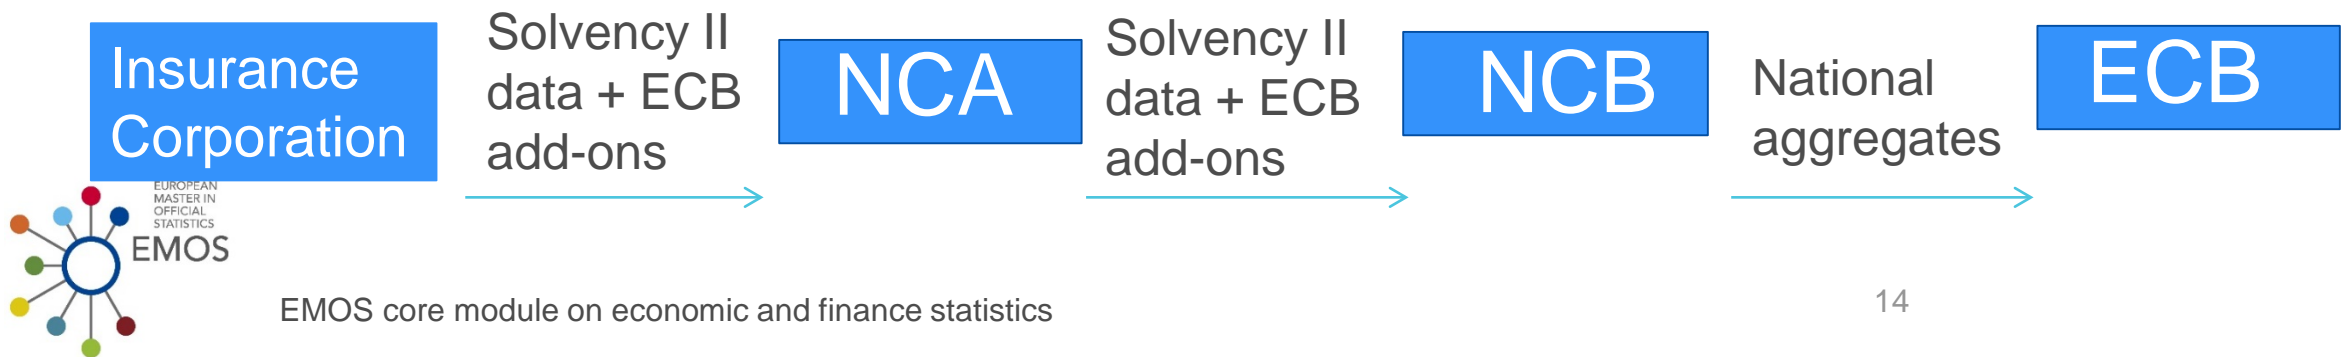 Insurance
Corporation
Solvency II
data + ECB
add-ons
NCA
Solvency II
data + ECB
add-ons
NCB
National
aggregates
ECB
EUROPEAN
MASTER IN
OFFICIAL
STATISTICS
EMOS
EMOS core module on economic and finance statistics
14